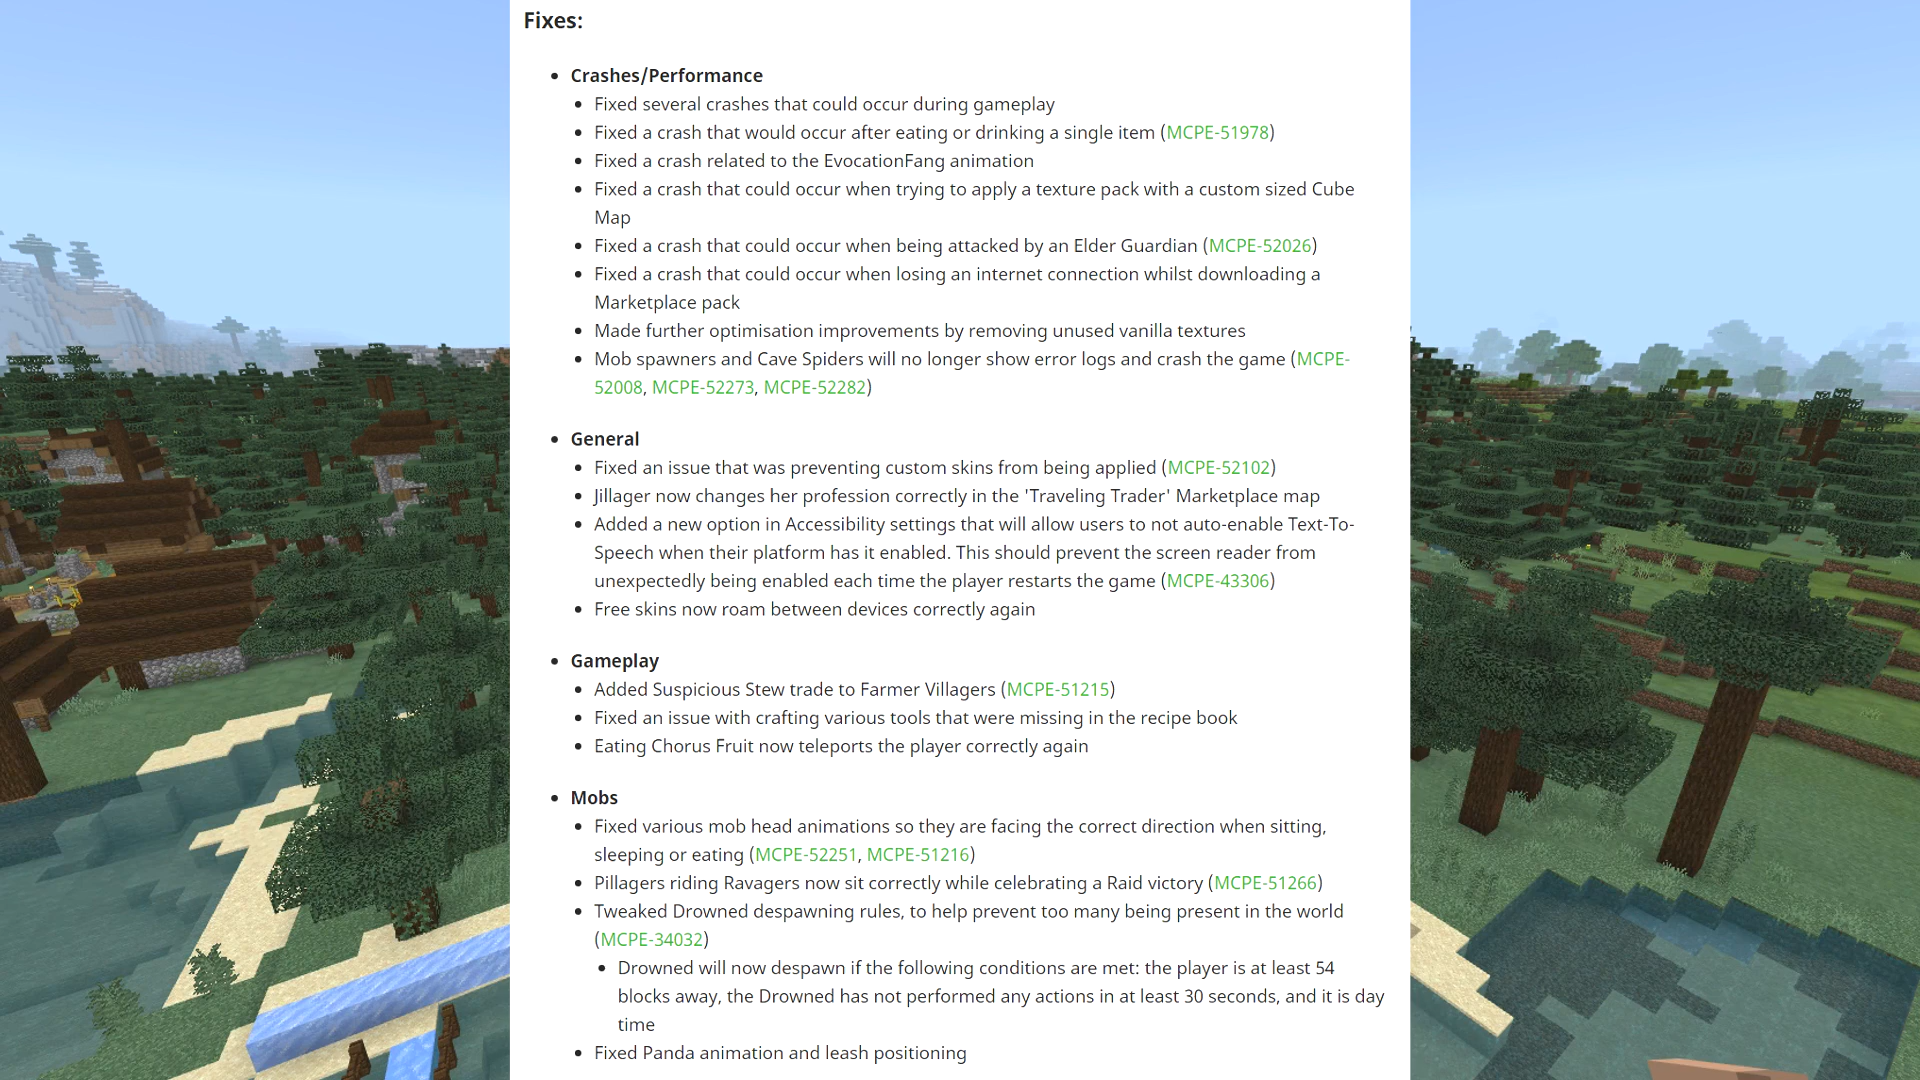 Fixes:
Crashes/Performance
Fixed several crashes that could occur during gameplay
Fixed a crash that would occur after eating or drinking a single item (MCPE-51978)
Fixed a crash related to the EvocationFang animation
Fixed a crash that could occur when trying to apply a texture pack with a custom sized Cube
Map
Fixed a crash that could occur when being attacked by an Elder Guardian (MCPE-52026)
Fixed a crash that could occur when losing an internet connection whilst downloading a
Marketplace pack
Made further optimisation improvements by removing unused vanilla textures
Mob spawners and Cave Spiders will no longer show error logs and crash the game (MCPE-
52008, MCPE-52273, MCPE-52282)
General
Fixed an issue that was preventing custom skins from being applied (MCPE-52102)
Jillager now changes her profession correctly in the 'Traveling Trader' Marketplace map
Added a new option in Accessibility settings that will allow users to not auto-enable Text-To-
Speech when their platform has it enabled. This should prevent the screen reader from
unexpectedly being enabled each time the player restarts the game (MCPE-43306)
Free skins now roam between devices correctly again
Gameplay
Added Suspicious Stew trade to Farmer Villagers (MCPE-51215)
Fixed an issue with crafting various tools that were missing in the recipe book
Eating Chorus Fruit now teleports the player correctly again
Mobs
Fixed various mob head animations so they are facing the correct direction when sitting,
sleeping or eating (MCPE-52251, MCPE-51216)
Pillagers riding Ravagers now sit correctly while celebrating a Raid victory (MCPE-51266)
Tweaked Drowned despawning rules, to help prevent too many being present in the world
(MCPE-34032)
Drowned will now despawn if the following conditions are met: the player is at least 54
blocks away, the Drowned has not performed any actions in at least 30 seconds, and it is day
time
Fixed Panda animation and leash positioning